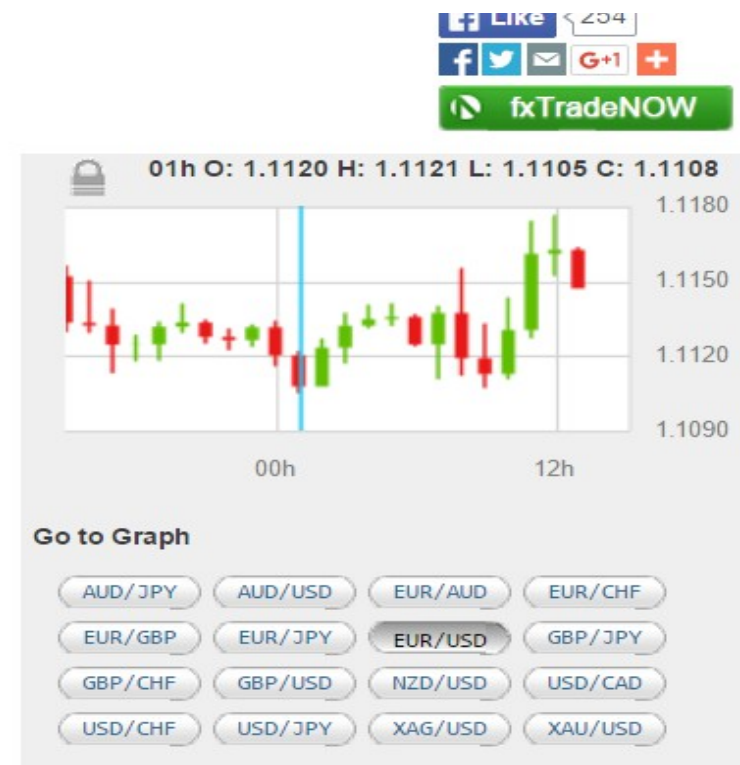 Like 254
f G+1 +
fxTradeNOW
01h O: 1.1120 H: 1.1121 L: 1.1105 C: 1.1108
1.1180
1.1150
1.1120
1.1090
00h 12h
Go to Graph
AUD/JPY AUD/USD EUR/AUD EUR/CHF
EUR/GBP EUR/JPY EUR/USD GBP/JPY
GBP/CHF GBP/USD NZD/USD USD/CAD
USD/CHF USD/JPY XAG/USD XAU/USD